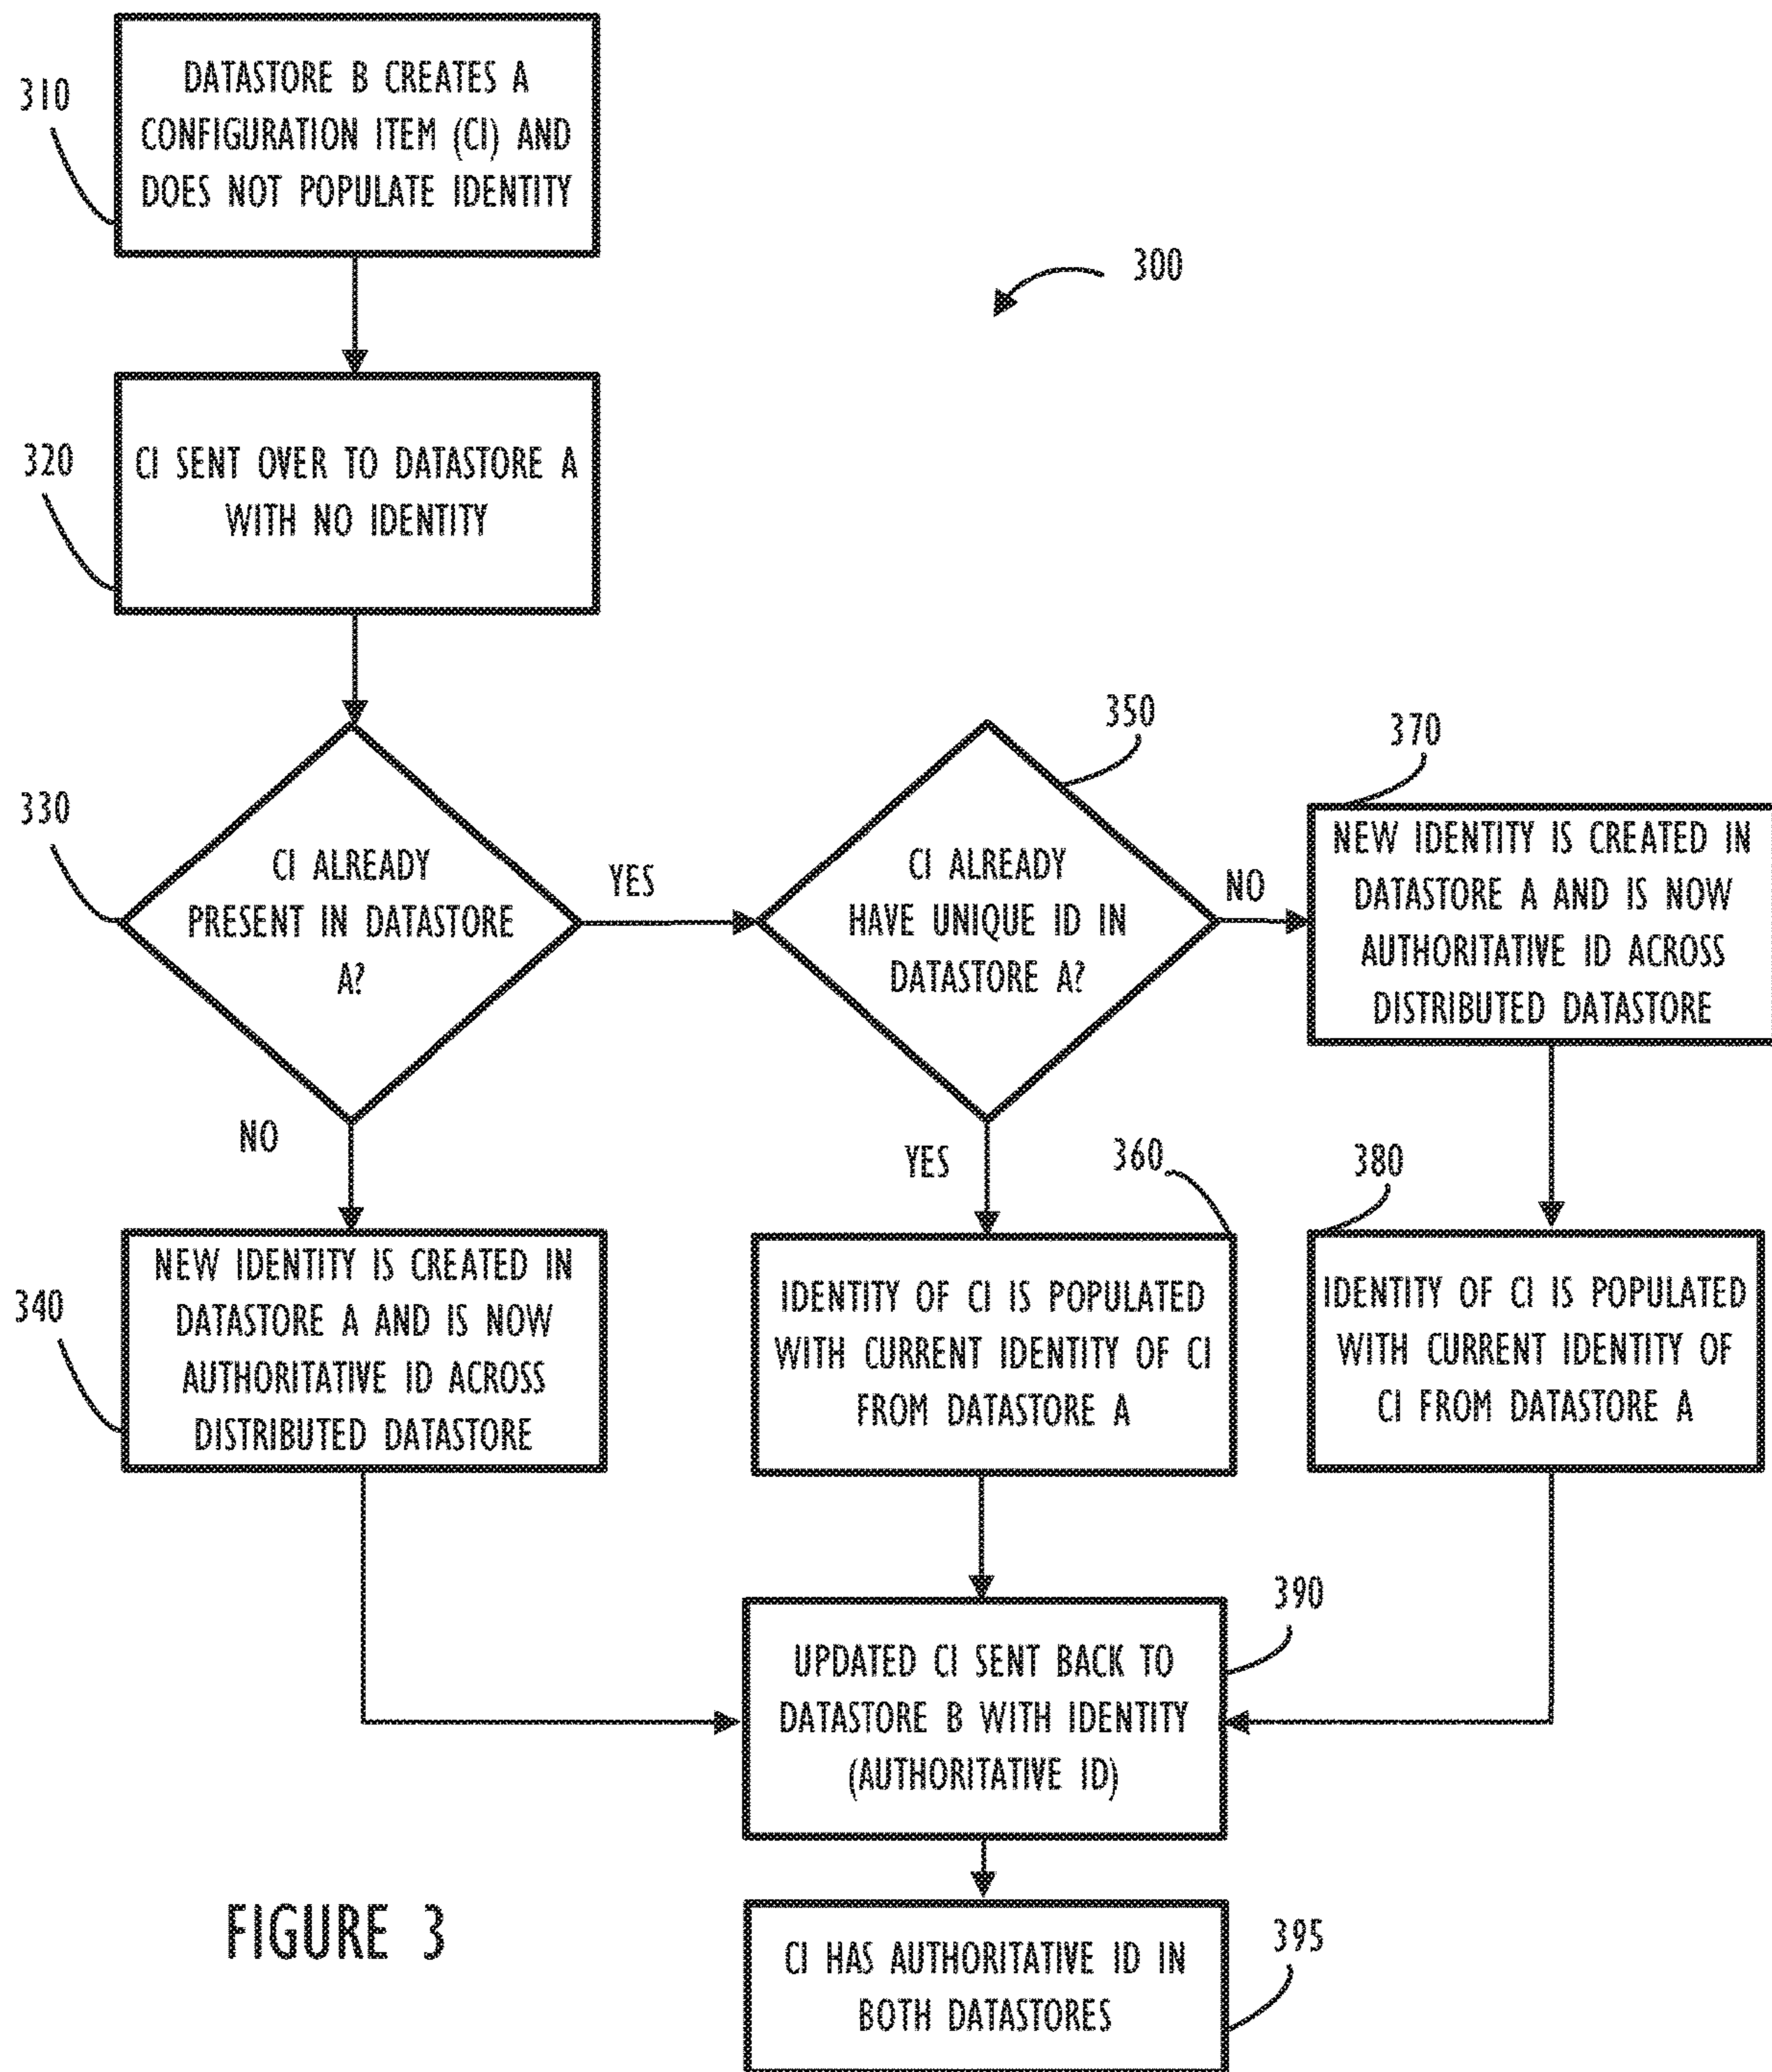 310
DATASTORE B CREATES A
CONFIGURATION ITEM (CI) AND
DOES NOT POPULATE IDENTITY
300
320
CI SENT OVER TO DATASTORE A
WITH NO IDENTITY
330
CI ALREADY
PRESENT IN DATASTORE
A?
YES
NO
350
CI ALREADY
HAVE UNIQUE ID IN
DATASTORE A?
NO
YES
370
NEW IDENTITY IS CREATED IN
DATASTORE A AND IS NOW
AUTHORITATIVE ID ACROSS
DISTRIBUTED DATASTORE
340
NEW IDENTITY IS CREATED IN
DATASTORE A AND IS NOW
AUTHORITATIVE ID ACROSS
DISTRIBUTED DATASTORE
360
IDENTITY OF CI IS POPULATED
WITH CURRENT IDENTITY OF CI
FROM DATASTORE A
380
IDENTITY OF CI IS POPULATED
WITH CURRENT IDENTITY OF
CI FROM DATASTORE A
390
UPDATED CI SENT BACK TO
DATASTORE B WITH IDENTITY
(AUTHORITATIVE ID)
395
CI HAS AUTHORITATIVE ID IN
BOTH DATASTORES
FIGURE 3